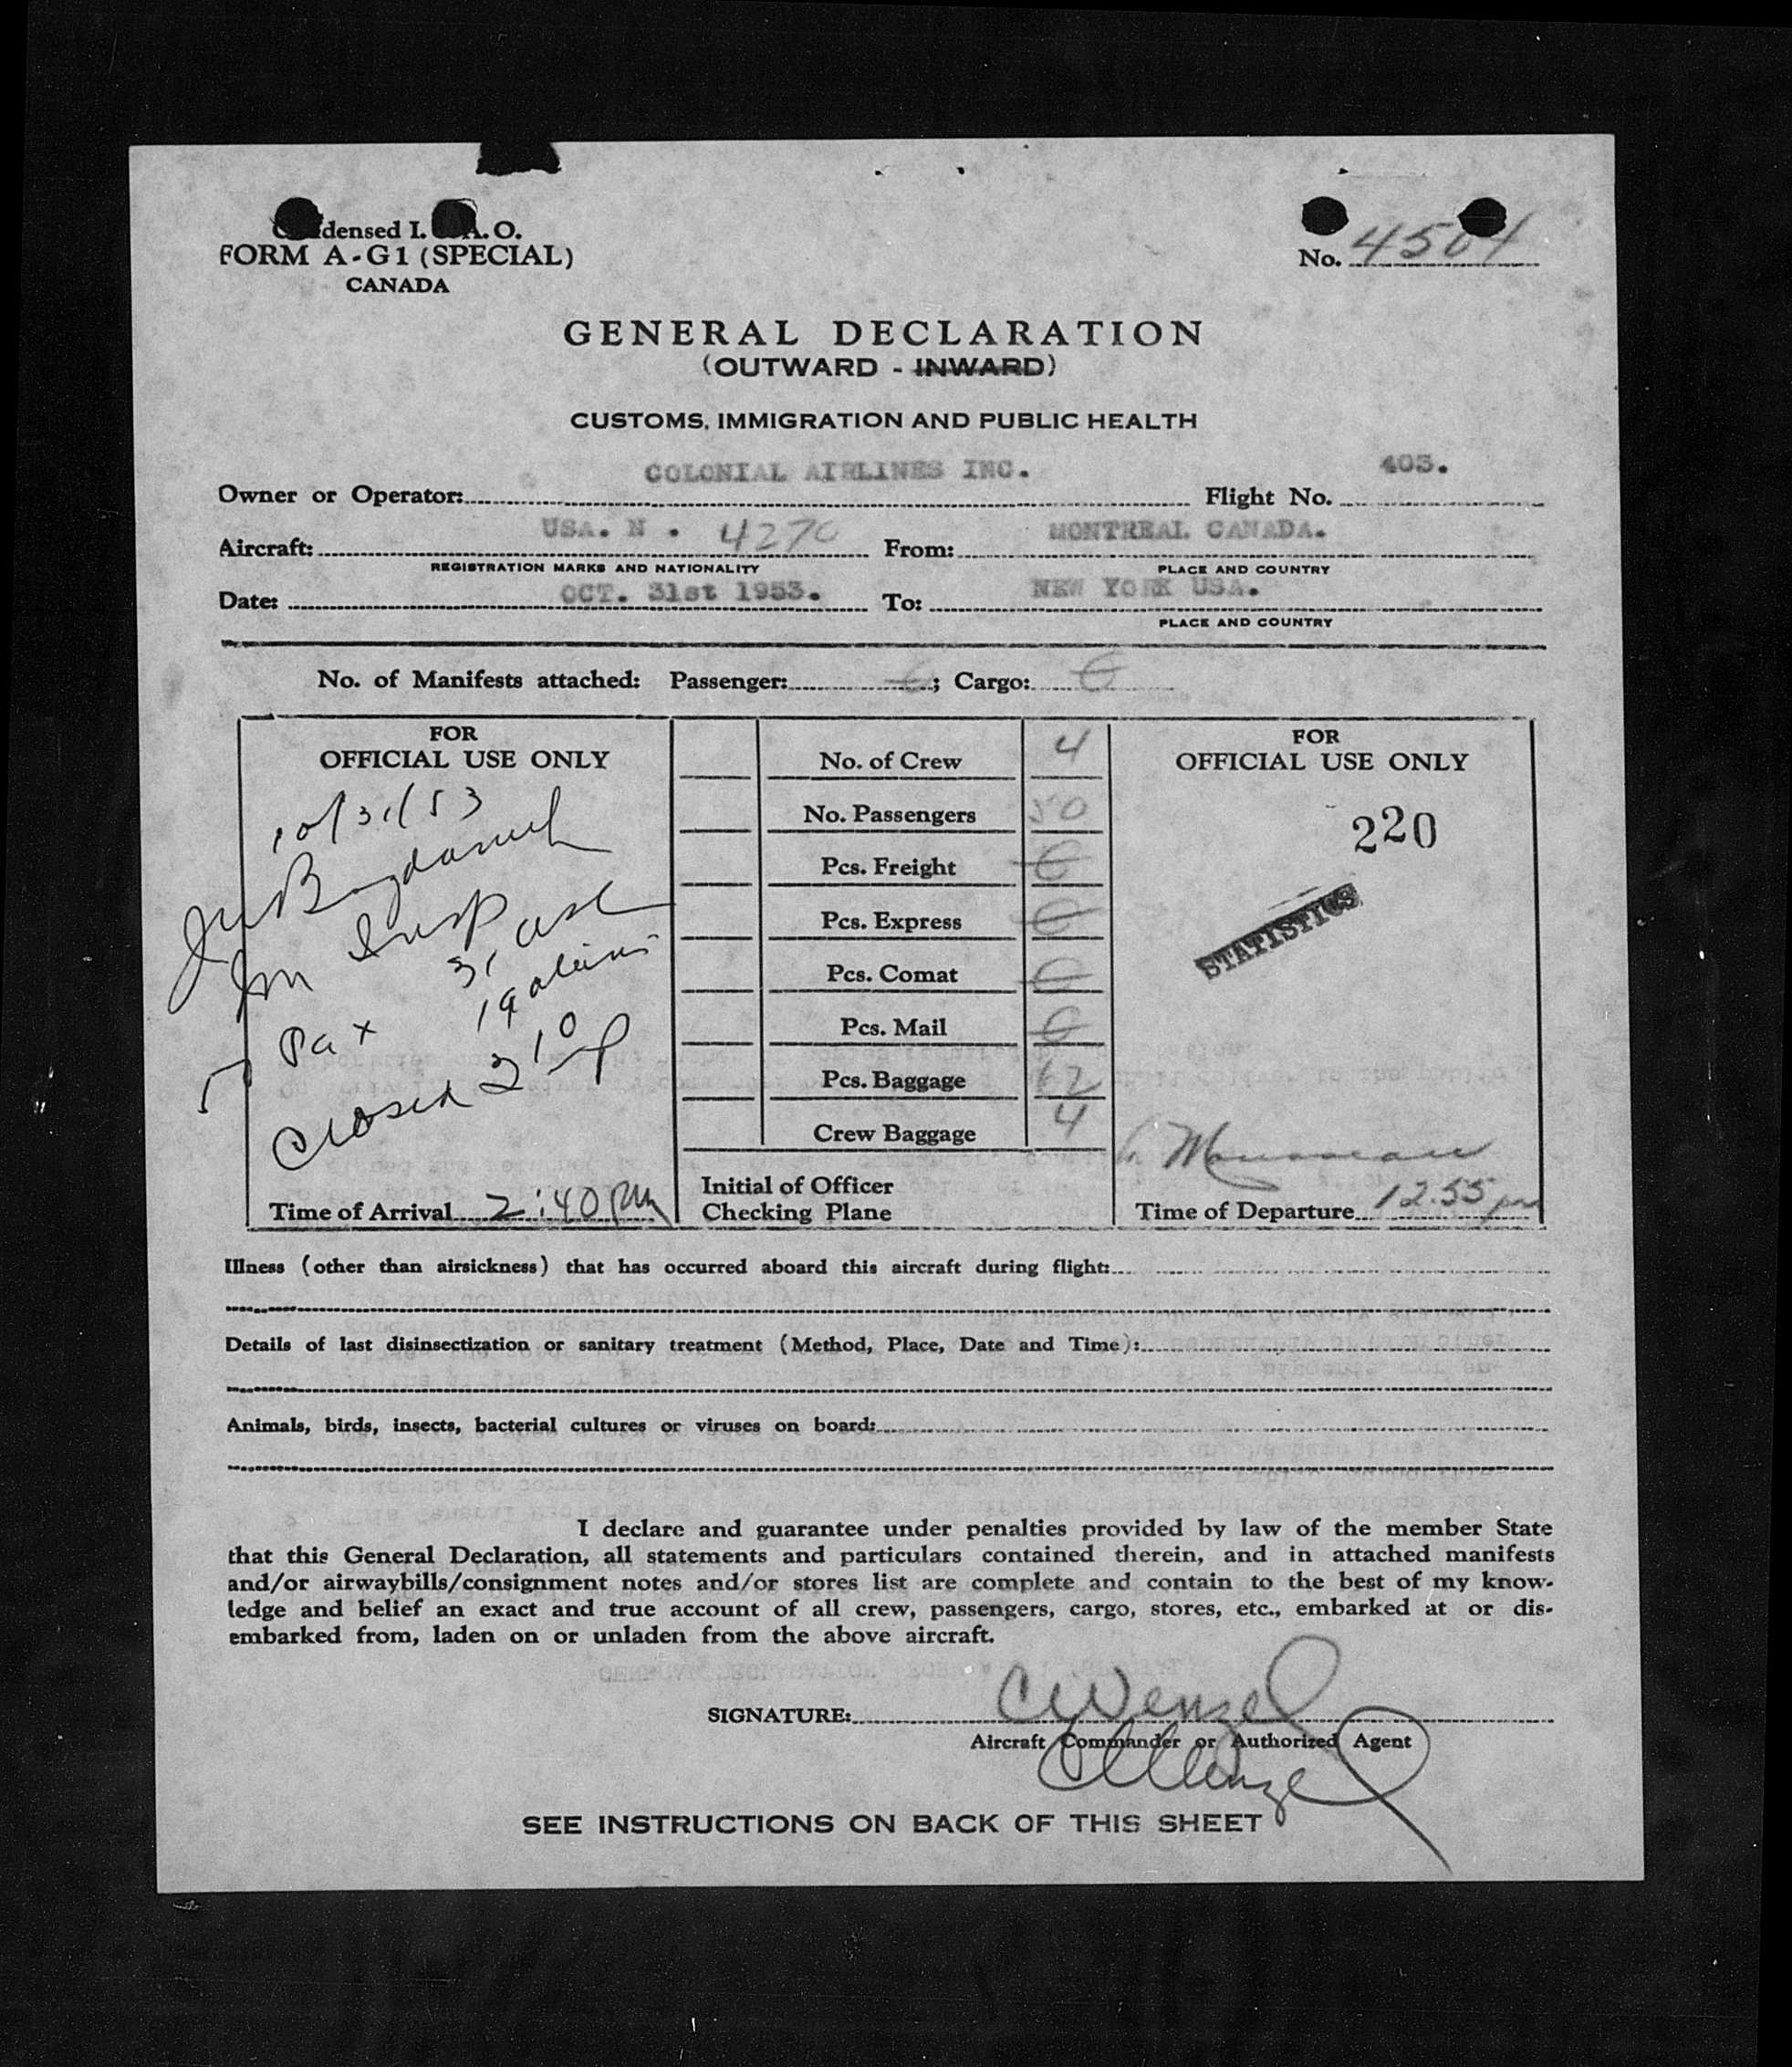 densed I. A. O.
FORM A-G1 (SPECIAL)
CANADA
No. 4504
GENERAL DECLARATION
(OUTWARD - INWARD)
CUSTOMS, IMMIGRATION AND PUBLIC HEALTH
Owner or Operator: COLONIAL AIRLINES INC. Flight No. 403.
Aircraft: USA. N . 4270 From: MONTREAL CANADA.
REGISTRATION MARKS AND NATIONALITY PLACE AND COUNTRY
Date: OCT. 31st 1953. To: NEW YORK USA.
PLACE AND COUNTRY
No. of Manifests attached: Passenger: ; Cargo:
FOR
OFFICIAL USE ONLY
10/31/53
Insp
Pax 31 usc
19 aliens
Closed 3 10 p
Time of Arrival 2:40 PM
No. of Crew 4
No. Passengers 50
Pcs. Freight
Pcs. Express
Pcs. Comat
Pcs. Mail
Pcs. Baggage 62
Crew Baggage 4
Initial of Officer
Checking Plane
FOR
OFFICIAL USE ONLY
220
STATISTICS
Mousseau
Time of Departure 12.55 pm
Illness (other than airsickness) that has occurred aboard this aircraft during flight:
Details of last disinsectization or sanitary treatment (Method, Place, Date and Time):
Animals, birds, insects, bacterial cultures or viruses on board:
I declare and guarantee under penalties provided by law of the member State
that this General Declaration, all statements and particulars contained therein, and in attached manifests
and/or airwaybills/consignment notes and/or stores list are complete and contain to the best of my know-
ledge and belief an exact and true account of all crew, passengers, cargo, stores, etc., embarked at or dis-
embarked from, laden on or unladen from the above aircraft.
SIGNATURE: CWenzel
Aircraft Commander or Authorized Agent
CWenzel
SEE INSTRUCTIONS ON BACK OF THIS SHEET